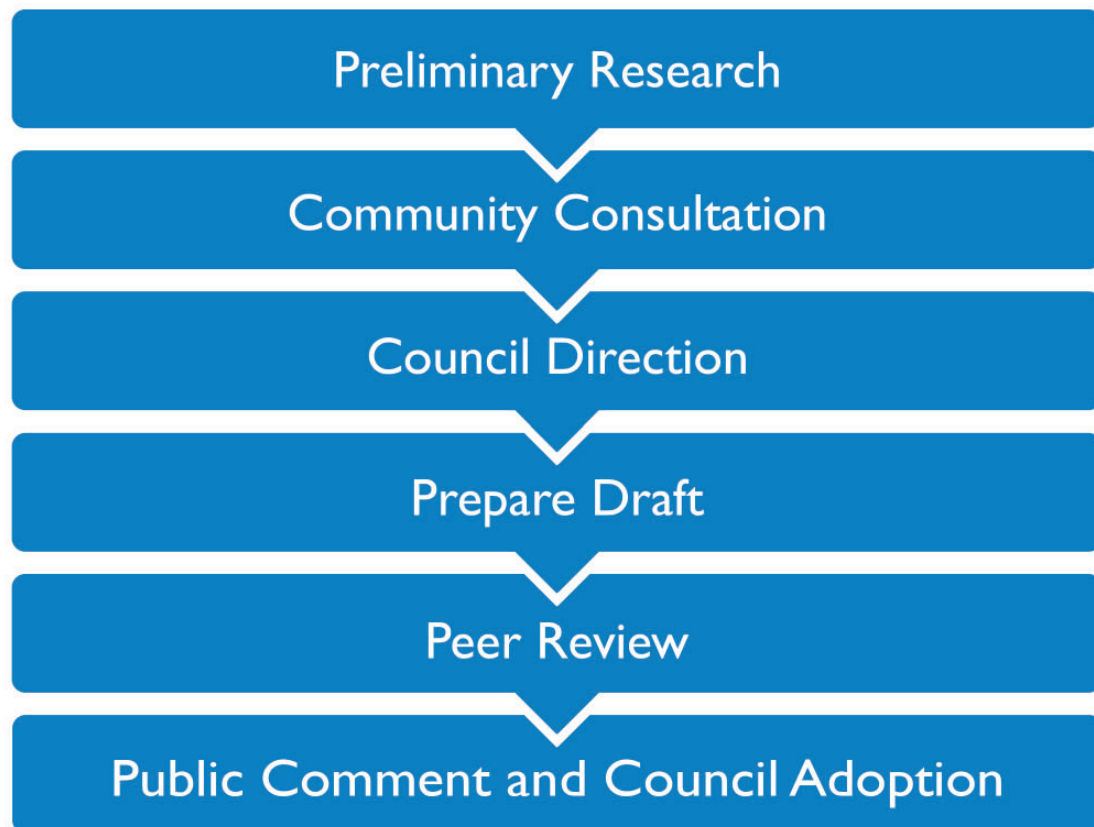 Preliminary Research
Community Consultation
Council Direction
Prepare Draft
Peer Review
Public Comment and Council Adoption